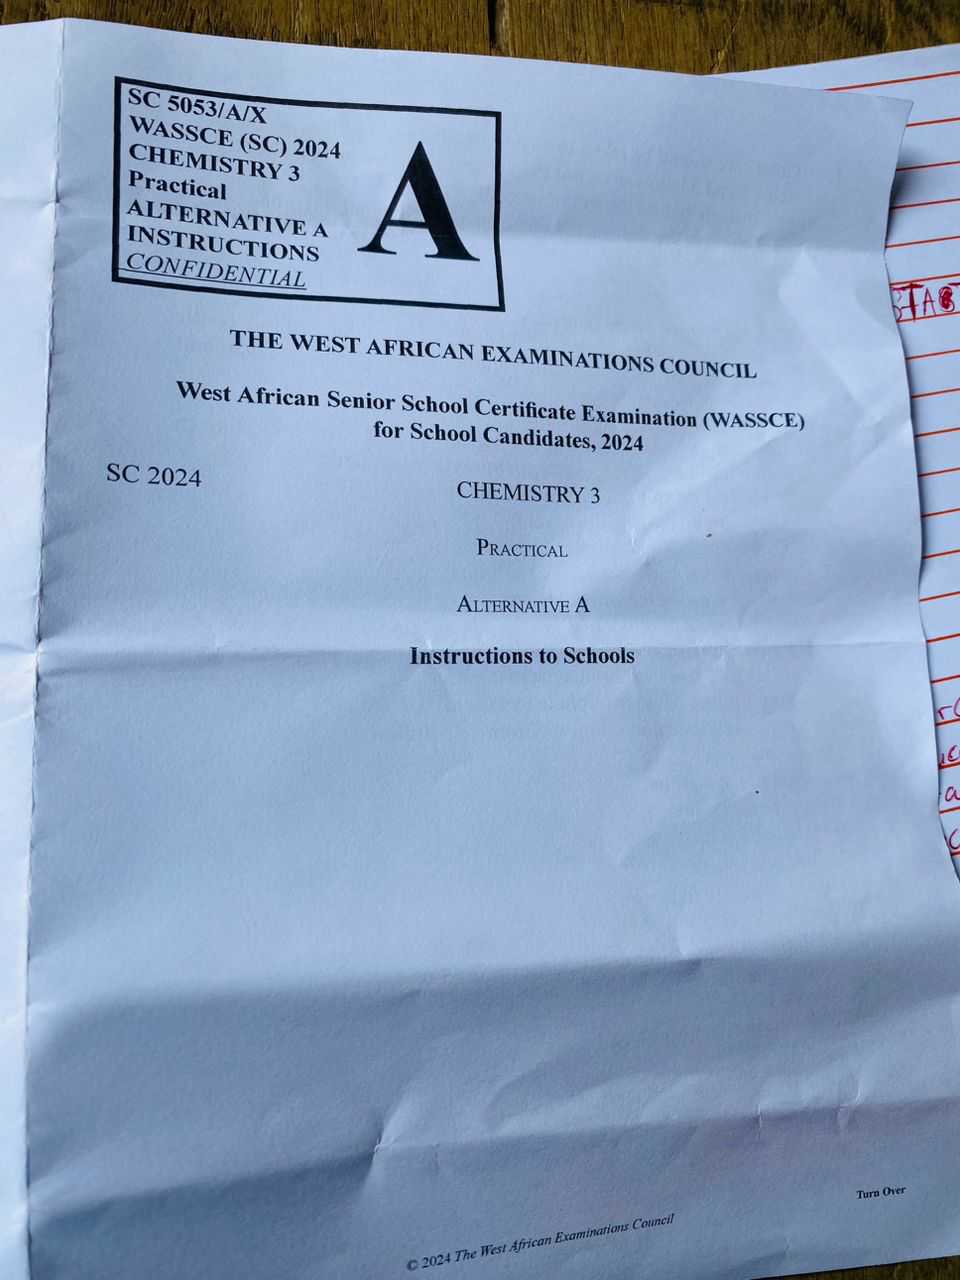 SC 5053/A/X
WASSCE (SC) 2024
CHEMISTRY 3
Practical
ALTERNATIVE A
INSTRUCTIONS
CONFIDENTIAL
A
THE WEST AFRICAN EXAMINATIONS COUNCIL
West African Senior School Certificate Examination (WASSCE)
for School Candidates, 2024
SC 2024
CHEMISTRY 3
PRACTICAL
ALTERNATIVE A
Instructions to Schools
Turn Over
© 2024 The West African Examinations Council